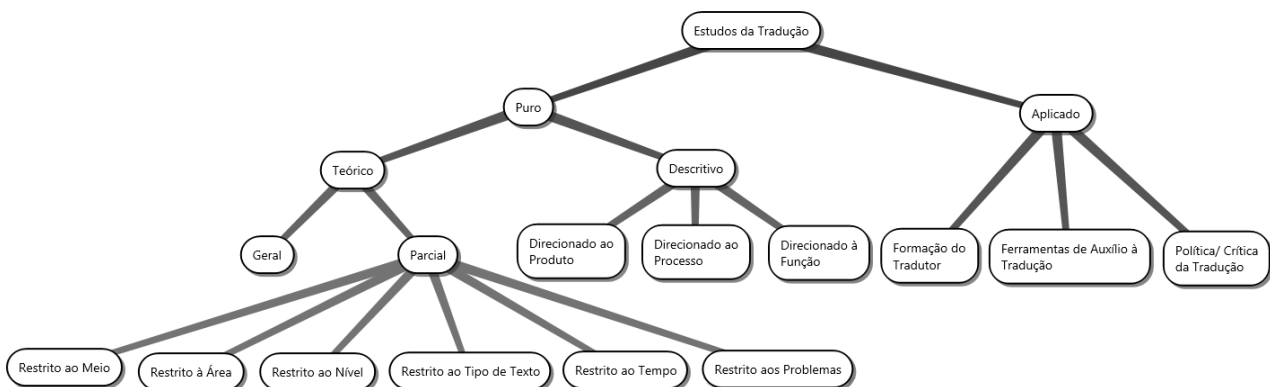 Estudos da Tradução
Puro
Aplicado
Teórico
Descritivo
Geral
Parcial
Direcionado ao
Produto
Direcionado ao
Processo
Direcionado à
Função
Formação do
Tradutor
Ferramentas de Auxílio à
Tradução
Política/ Crítica
da Tradução
Restrito ao Meio
Restrito à Área
Restrito ao Nível
Restrito ao Tipo de Texto
Restrito ao Tempo
Restrito aos Problemas